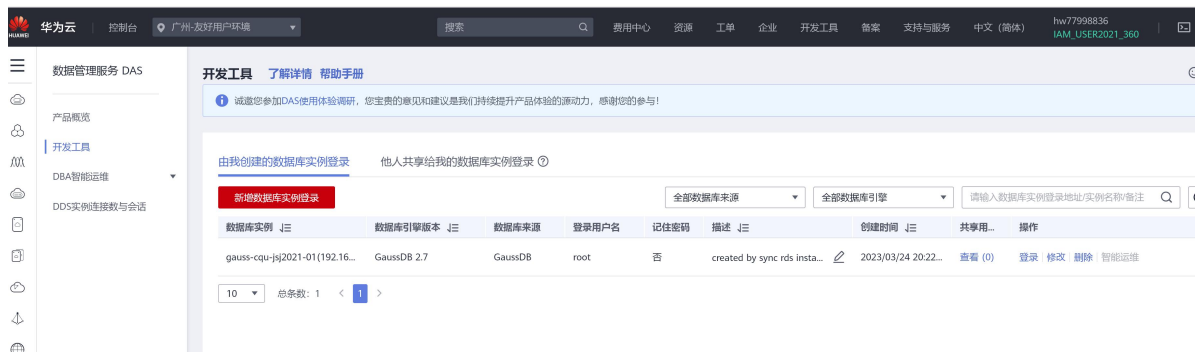 HUAWEI 华为云 控制台 广州-友好用户环境 搜索 费用中心 资源 工单 企业 开发工具 备案 支持与服务 中文 (简体) hw77998836
IAM_USER2021_360
数据管理服务 DAS
产品概览
开发工具
DBA智能运维
DDS实例连接数与会话
开发工具 了解详情 帮助手册
诚邀您参加DAS使用体验调研,您宝贵的意见和建议是我们持续提升产品体验的源动力,感谢您的参与!
由我创建的数据库实例登录 他人共享给我的数据库实例登录
新增数据库实例登录 全部数据库来源 全部数据库引擎 请输入数据库实例登录地址/实例名称/备注
数据库实例 数据库引擎版本 数据库来源 登录用户名 记住密码 描述 创建时间 共享用... 操作
gauss-cqu-jsj2021-01(192.16... GaussDB 2.7 GaussDB root 否 created by sync rds insta... 2023/03/24 20:22... 查看 (0) 登录 修改 删除 智能运维
10 总条数: 1 < 1 >